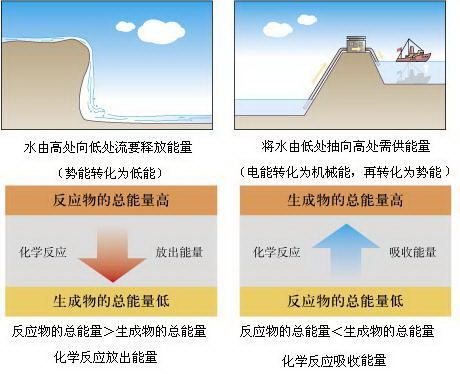 水由高处向低处流要释放能量
（势能转化为低能）
反应物的总能量高
化学反应 放出能量
生成物的总能量低
反应物的总能量＞生成物的总能量
化学反应放出能量
将水由低处抽向高处需供能量
（电能转化为机械能，再转化为势能）
生成物的总能量高
化学反应 吸收能量
反应物的总能量低
反应物的总能量＜生成物的总能量
化学反应吸收能量